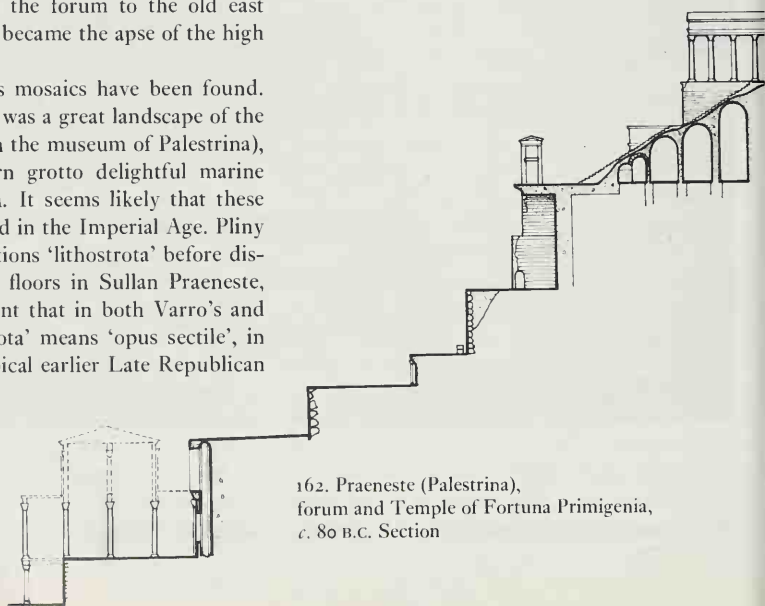 the forum to the old east
became the apse of the high
s mosaics have been found.
was a great landscape of the
the museum of Palestrina),
rn grotto delightful marine
. It seems likely that these
d in the Imperial Age. Pliny
tions 'lithostrota' before dis-
floors in Sullan Praeneste,
nt that in both Varro's and
ota' means 'opus sectile', in
ical earlier Late Republican
162. Praeneste (Palestrina),
forum and Temple of Fortuna Primigenia,
c. 80 B.C. Section